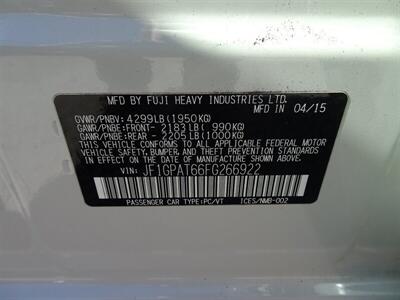 MFD BY FUJI HEAVY INDUSTRIES LTD.
MFD IN 04/15
GVWR/PNBV: 4299LB(1950KG)
GAWR/PNBE:FRONT- 2183LB( 990KG)
GAWR/PNBE:REAR - 2205LB(1000KG)
THIS VEHICLE CONFORMS TO ALL APPLICABLE FEDERAL MOTOR
VEHICLE SAFETY, BUMPER, AND THEFT PREVENTION STANDARDS
IN EFFECT ON THE DATE OF MANUFACTURE SHOWN ABOVE.
VIN: JF1GPAT66FG266922
PASSENGER CAR TYPE:PC/VT ICES/NMB-002